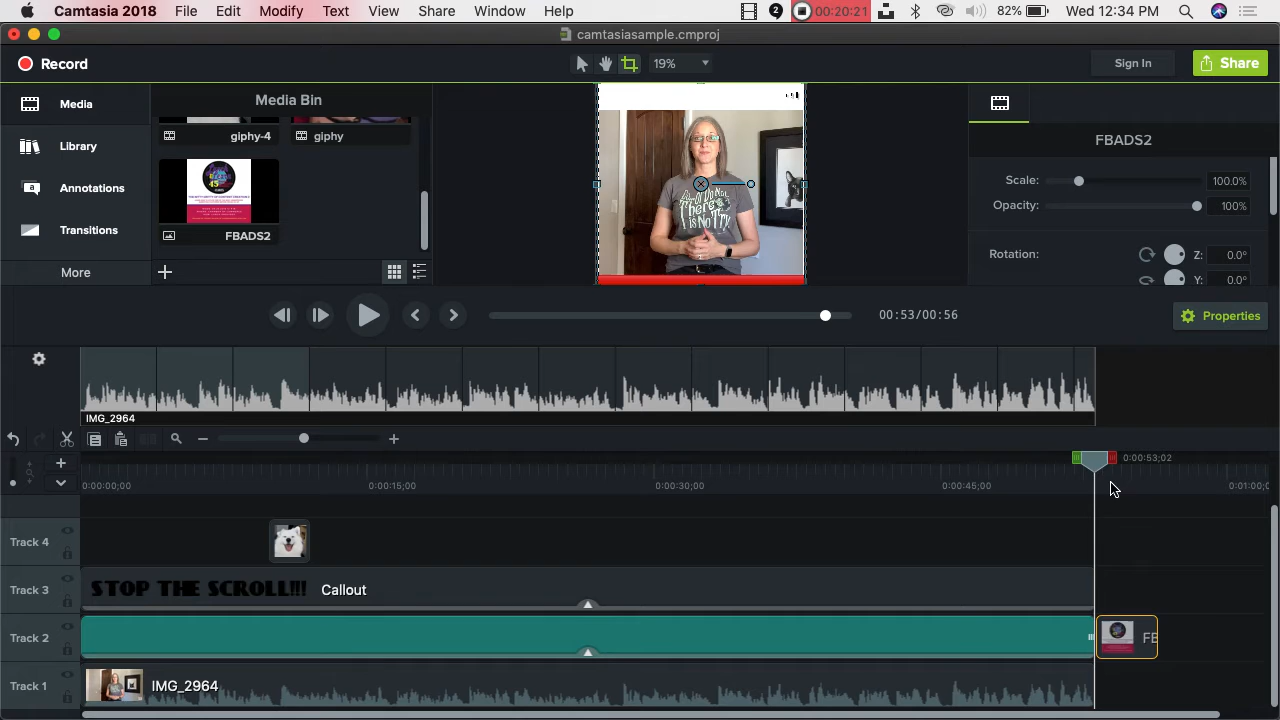 Camtasia 2018 File Edit Modify Text View Share Window Help 2 00:20:21 82% Wed 12:34 PM
camtasiasample.cmproj
Record 19% Sign In Share
Media Media Bin
Library giphy-4 giphy FBADS2
Annotations Scale: 100.0%
Opacity: 100%
Transitions FBADS2
Rotation: Z: 0.0°
More Y: 0.0°
00:53/00:56 Properties
IMG_2964
0:00:53;02
0:00:00;00 0:00:15;00 0:00:30;00 0:00:45;00
Track 4
Track 3 STOP THE SCROLL!!! Callout
Track 2 FB
Track 1 IMG_2964